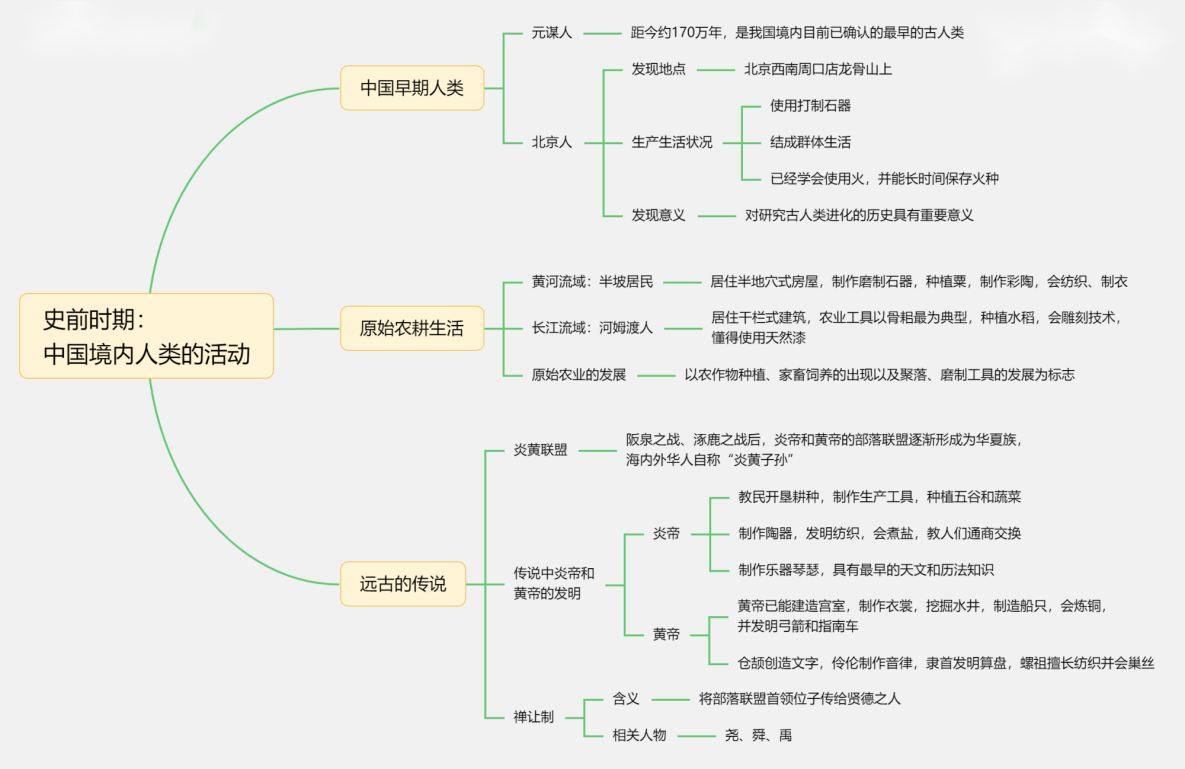 史前时期：
中国境内人类的活动
中国早期人类
元谋人
距今约170万年，是我国境内目前已确认的最早的古人类
北京人
发现地点
北京西南周口店龙骨山上
生产生活状况
使用打制石器
结成群体生活
已经学会使用火，并能长时间保存火种
发现意义
对研究古人类进化的历史具有重要意义
原始农耕生活
黄河流域：半坡居民
居住半地穴式房屋，制作磨制石器，种植粟，制作彩陶，会纺织、制衣
长江流域：河姆渡人
居住干栏式建筑，农业工具以骨耜最为典型，种植水稻，会雕刻技术，
懂得使用天然漆
原始农业的发展
以农作物种植、家畜饲养的出现以及聚落、磨制工具的发展为标志
远古的传说
炎黄联盟
阪泉之战、涿鹿之战后，炎帝和黄帝的部落联盟逐渐形成为华夏族，
海内外华人自称“炎黄子孙”
传说中炎帝和
黄帝的发明
炎帝
教民开垦耕种，制作生产工具，种植五谷和蔬菜
制作陶器，发明纺织，会煮盐，教人们通商交换
制作乐器琴瑟，具有最早的天文和历法知识
黄帝
黄帝已能建造宫室，制作衣裳，挖掘水井，制造船只，会炼铜，
并发明弓箭和指南车
仓颉创造文字，伶伦制作音律，隶首发明算盘，螺祖擅长纺织并会巢丝
禅让制
含义
将部落联盟首领位子传给贤德之人
相关人物
尧、舜、禹